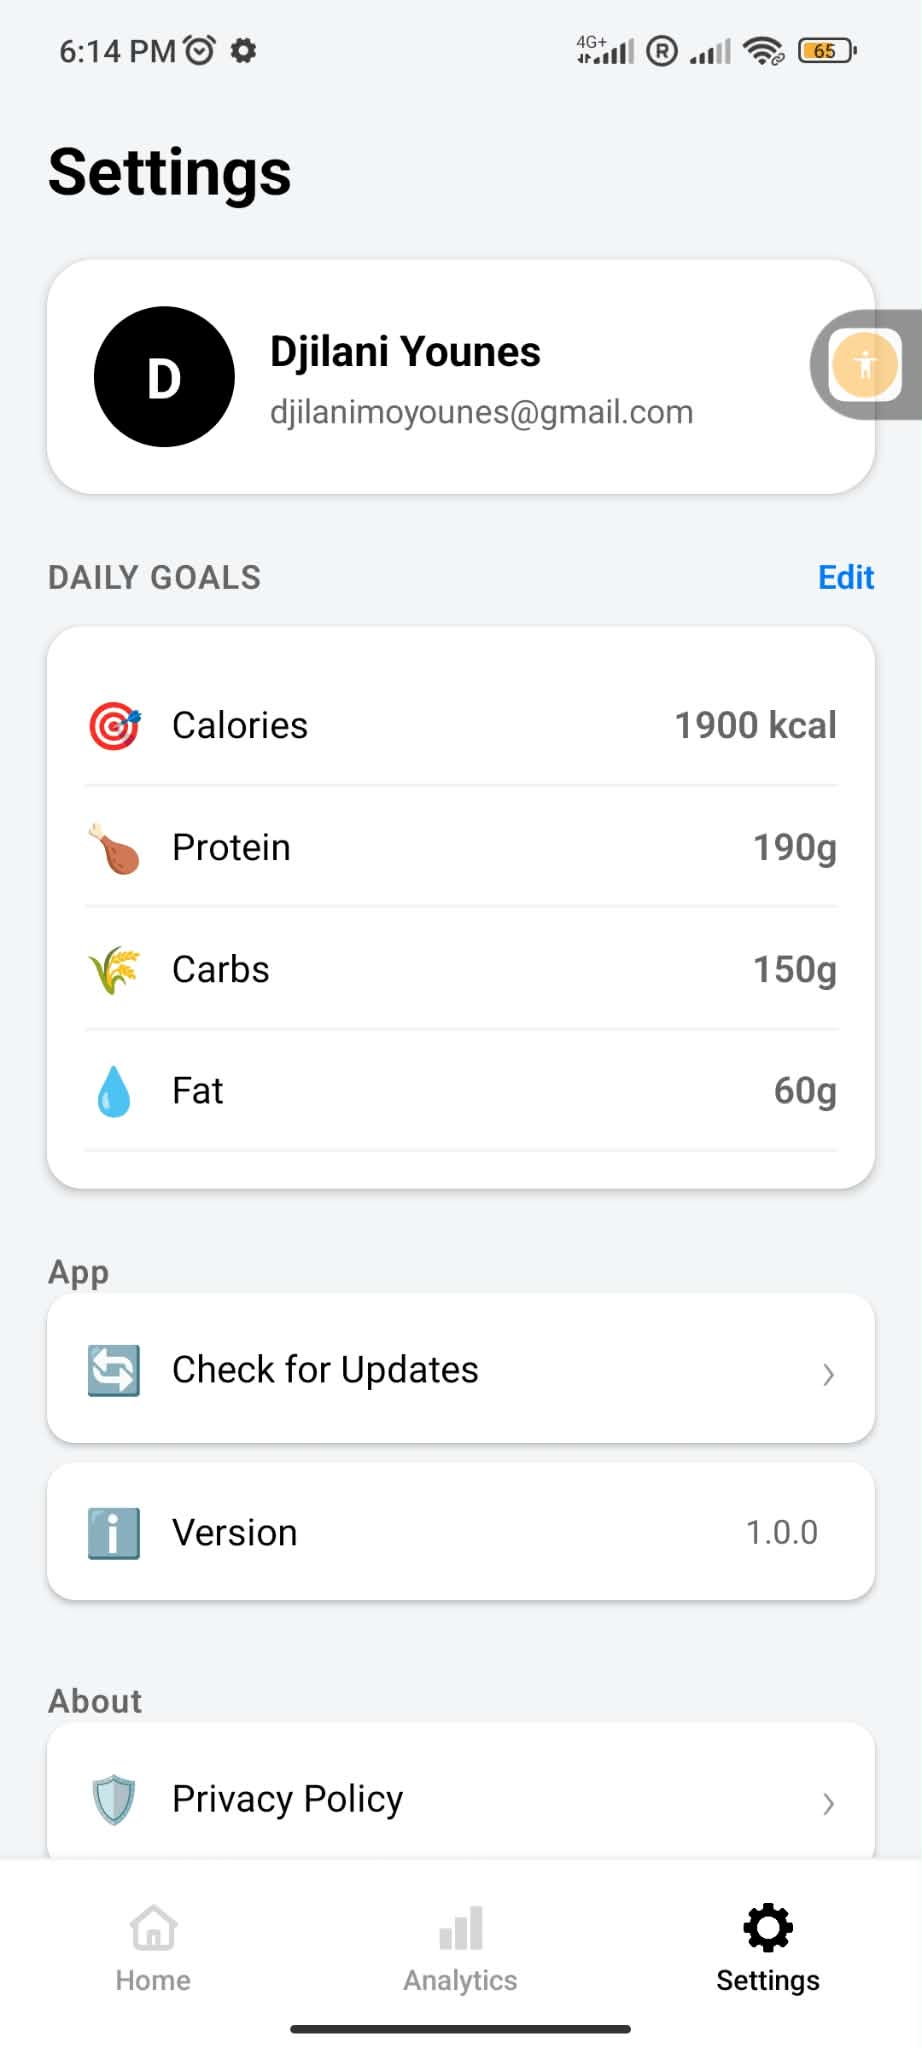 6:14 PM
4G+
R
65
Settings
D
Djilani Younes
djilanimoyounes@gmail.com
DAILY GOALS
Edit
Calories
1900 kcal
Protein
190g
Carbs
150g
Fat
60g
App
Check for Updates
Version
1.0.0
About
Privacy Policy
Home
Analytics
Settings